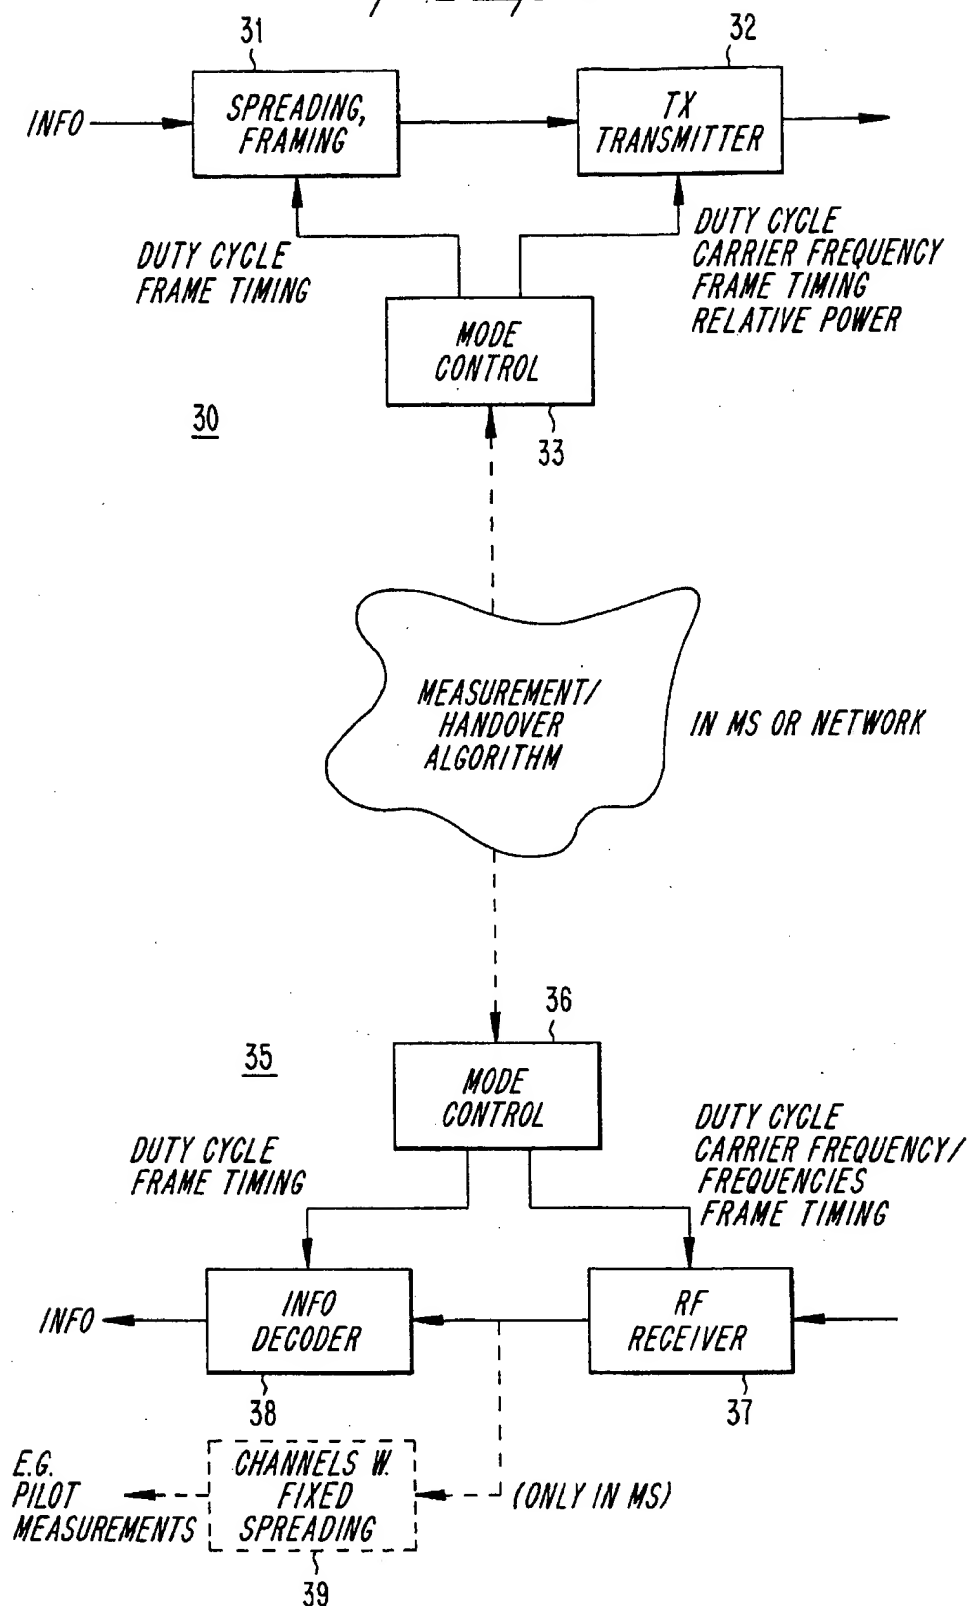 31
32
INFO
SPREADING,
FRAMING
TX
TRANSMITTER
DUTY CYCLE
FRAME TIMING
DUTY CYCLE
CARRIER FREQUENCY
FRAME TIMING
RELATIVE POWER
MODE
CONTROL
30
33
MEASUREMENT/
HANDOVER
ALGORITHM
IN MS OR NETWORK
36
35
MODE
CONTROL
DUTY CYCLE
FRAME TIMING
DUTY CYCLE
CARRIER FREQUENCY/
FREQUENCIES
FRAME TIMING
INFO
INFO
DECODER
RF
RECEIVER
38
37
E.G.
PILOT
MEASUREMENTS
CHANNELS W.
FIXED
SPREADING
(ONLY IN MS)
39